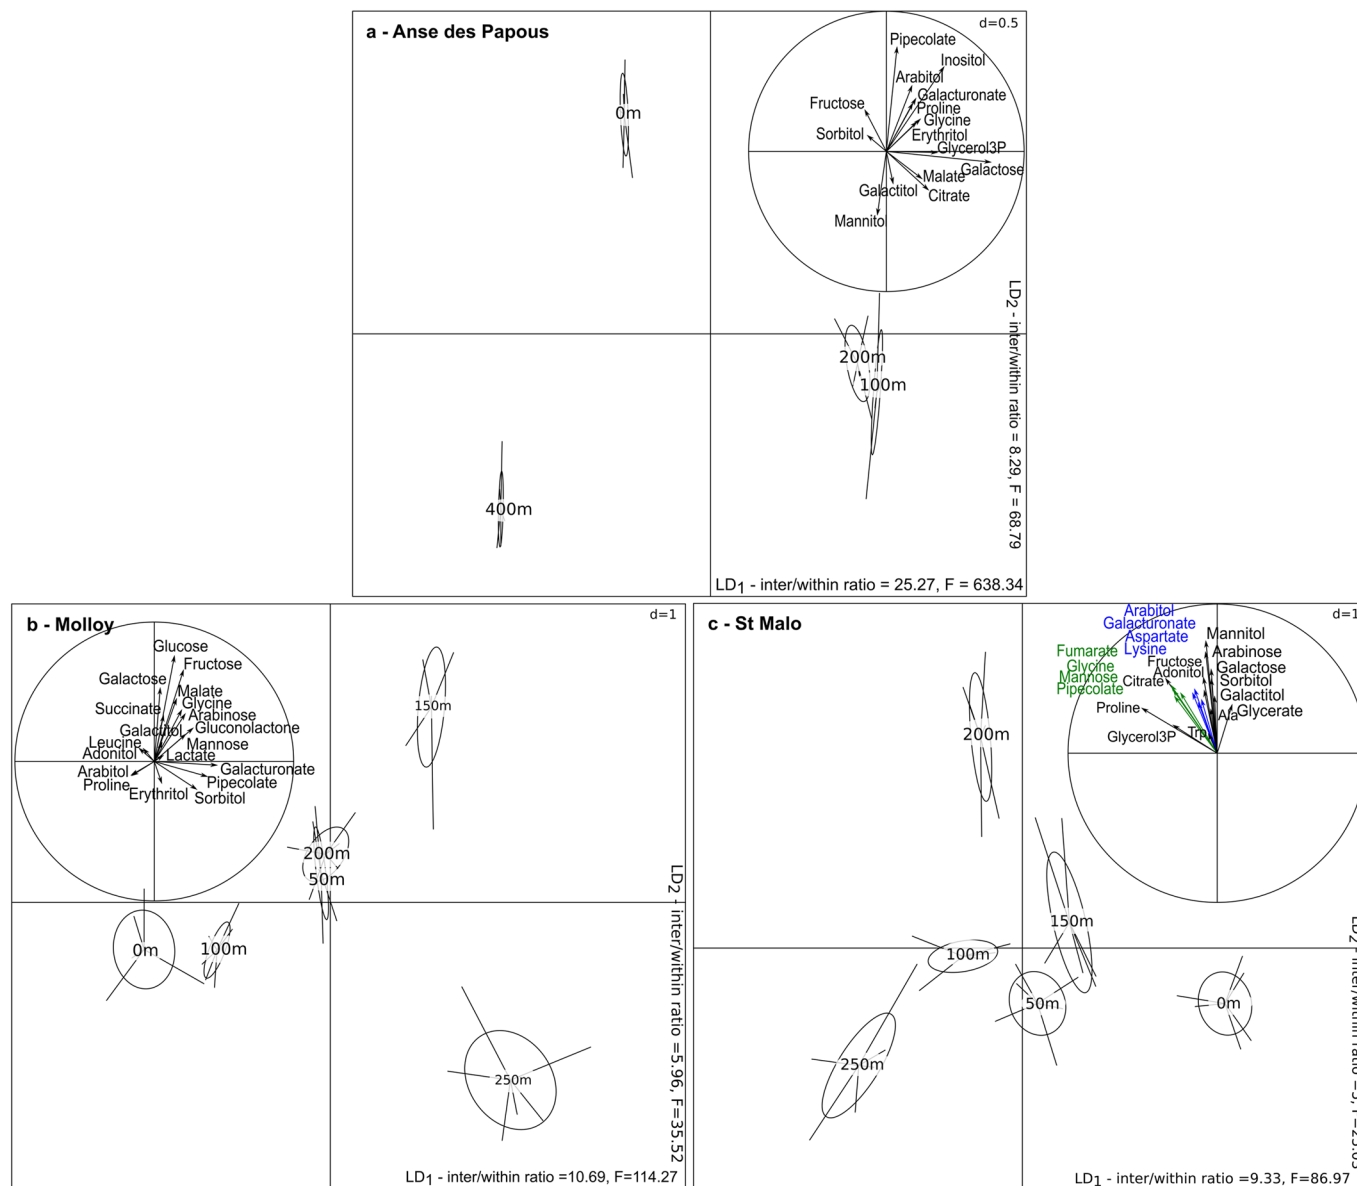 a - Anse des Papous
d=0.5
Pipecolate
Inositol
Arabitol
Galacturonate
Fructose
Proline
Glycine
Sorbitol
Erythritol
Glycerol3P
Galactose
Malate
Galactitol
Citrate
Mannitol
0m
200m
100m
400m
LD2 - inter/within ratio = 8.29, F = 68.79
LD1 - inter/within ratio = 25.27, F = 638.34
b - Molloy
d=1
Glucose
Fructose
Galactose
Malate
Glycine
Succinate
Arabinose
Galactitol
Gluconolactone
Leucine
Mannose
Adonitol
Lactate
Galacturonate
Arabitol
Pipecolate
Proline
Erythritol
Sorbitol
150m
200m
50m
0m
100m
250m
LD2 - inter/within ratio =5.96, F=35.52
LD1 - inter/within ratio =10.69, F=114.27
c - St Malo
d=1
Arabitol
Galacturonate
Aspartate
Lysine
Fumarate
Glycine
Mannose
Pipecolate
Mannitol
Arabinose
Fructose
Galactose
Adonitol
Citrate
Sorbitol
Galactitol
Proline
Ala
Glycerate
Glycerol3P
Trp
200m
150m
100m
50m
0m
250m
LD1 - inter/within ratio =9.33, F=86.97